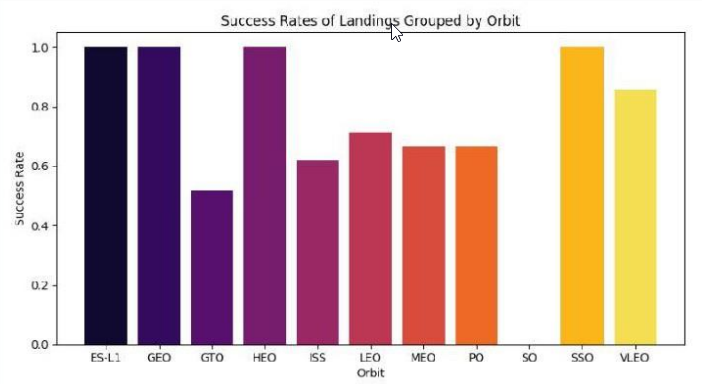 Success Rates of Landings Grouped by Orbit
1.0
0.8
0.6
0.4
0.2
0.0
Success Rate
ES-L1 GEO GTO HEO ISS LEO MEO PO SO SSO VLEO
Orbit